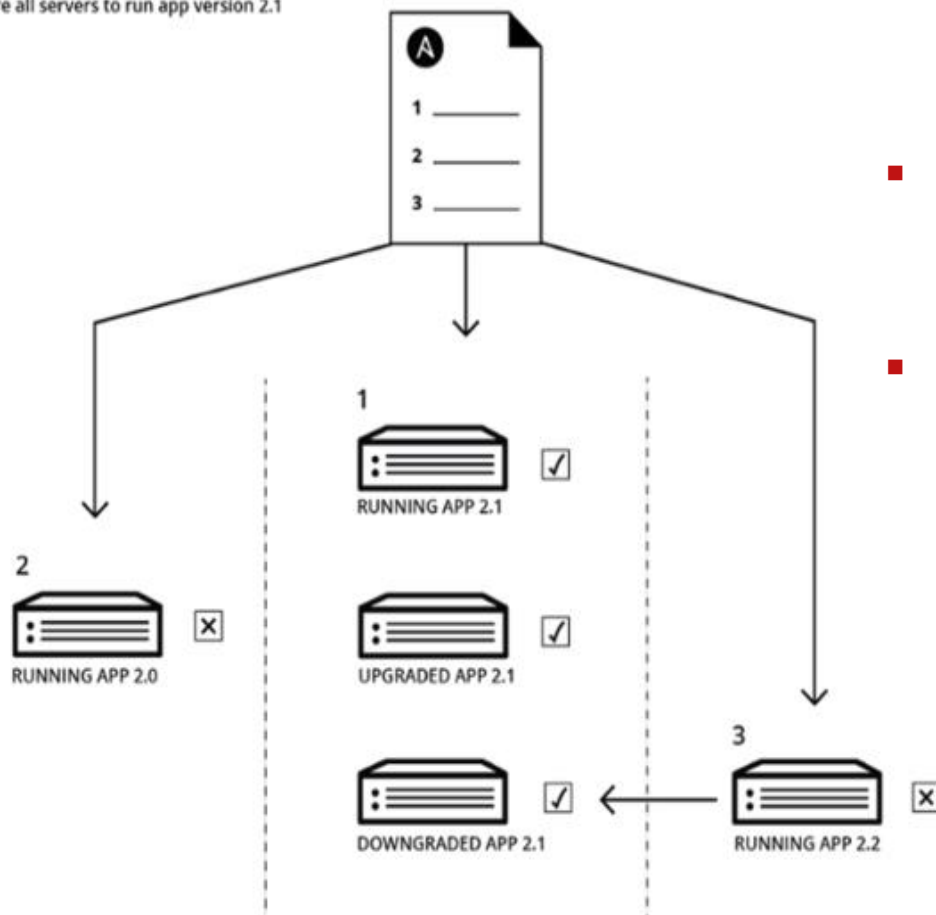 all servers to run app version 2.1
1
2
3
1
RUNNING APP 2.1
2
RUNNING APP 2.0
UPGRADED APP 2.1
3
DOWNGRADED APP 2.1
RUNNING APP 2.2